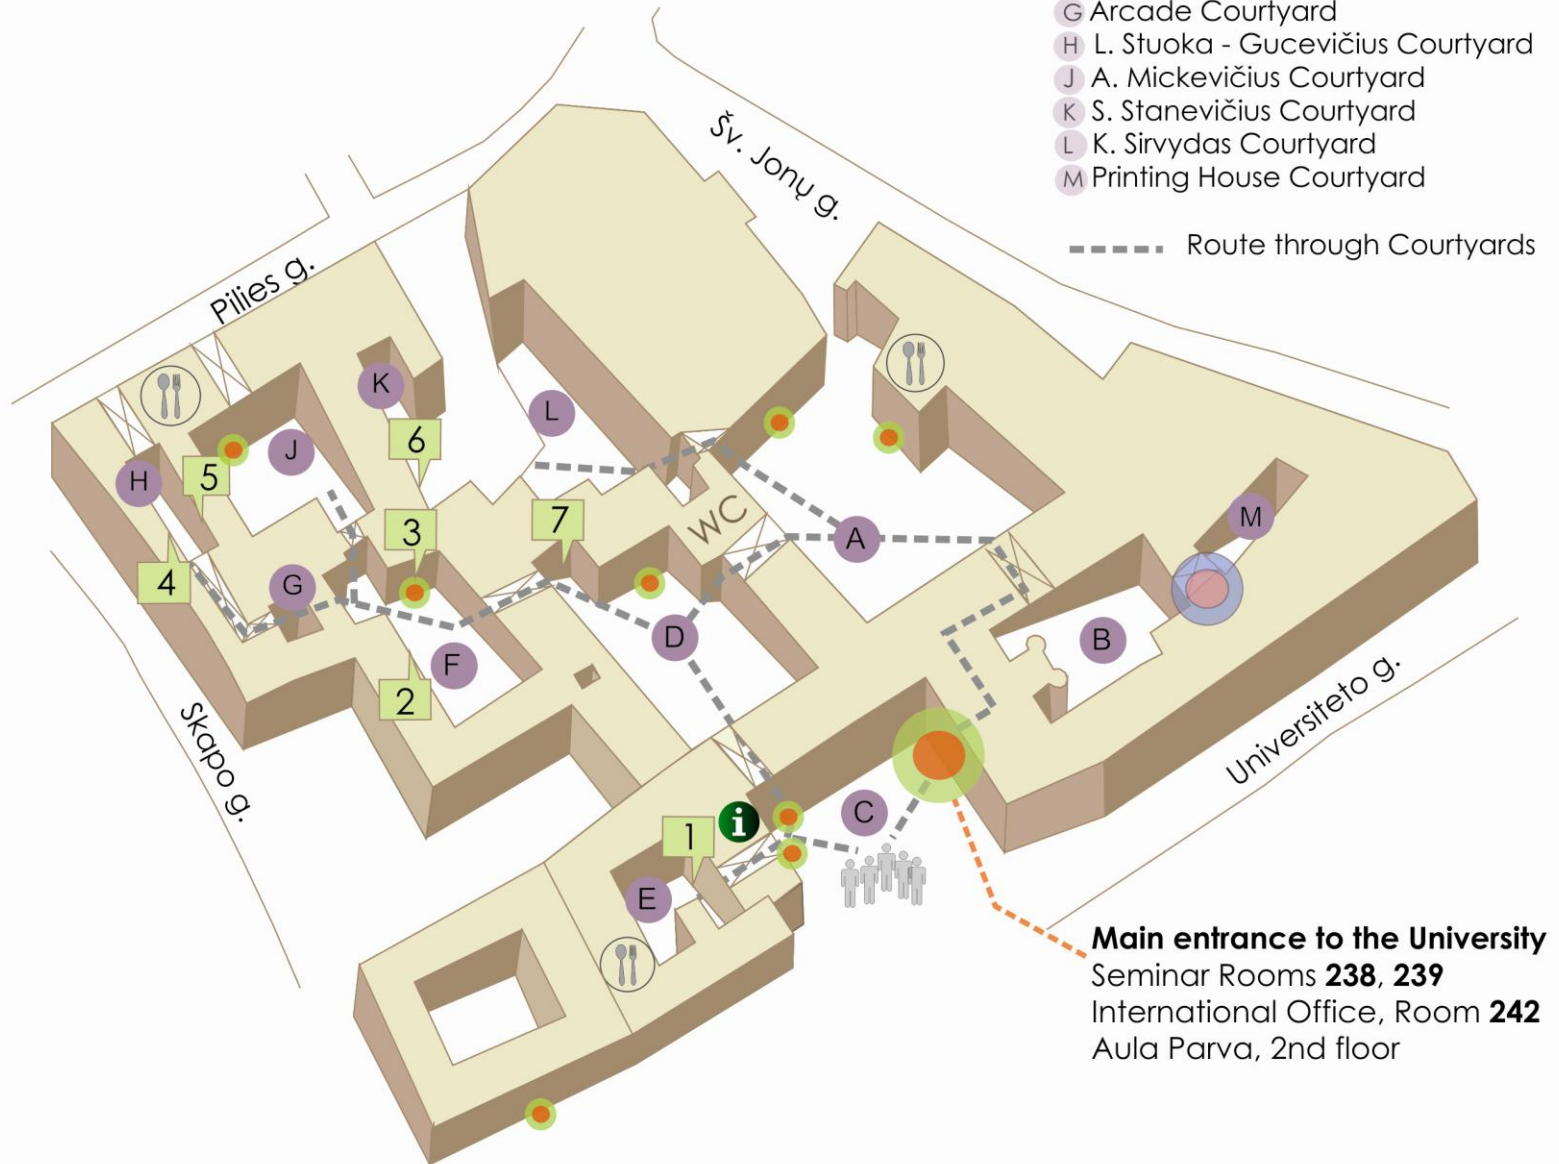 G Arcade Courtyard
H L. Stuoka - Gucevičius Courtyard
J A. Mickevičius Courtyard
K S. Stanevičius Courtyard
L K. Sirvydas Courtyard
M Printing House Courtyard
Route through Courtyards
Šv. Jonų g.
Pilies g.
K
L
6
J
H
5
7
WC
3
A
M
4
G
D
B
F
2
Skapo g.
Universiteto g.
C
i
1
E
Main entrance to the University
Seminar Rooms 238, 239
International Office, Room 242
Aula Parva, 2nd floor